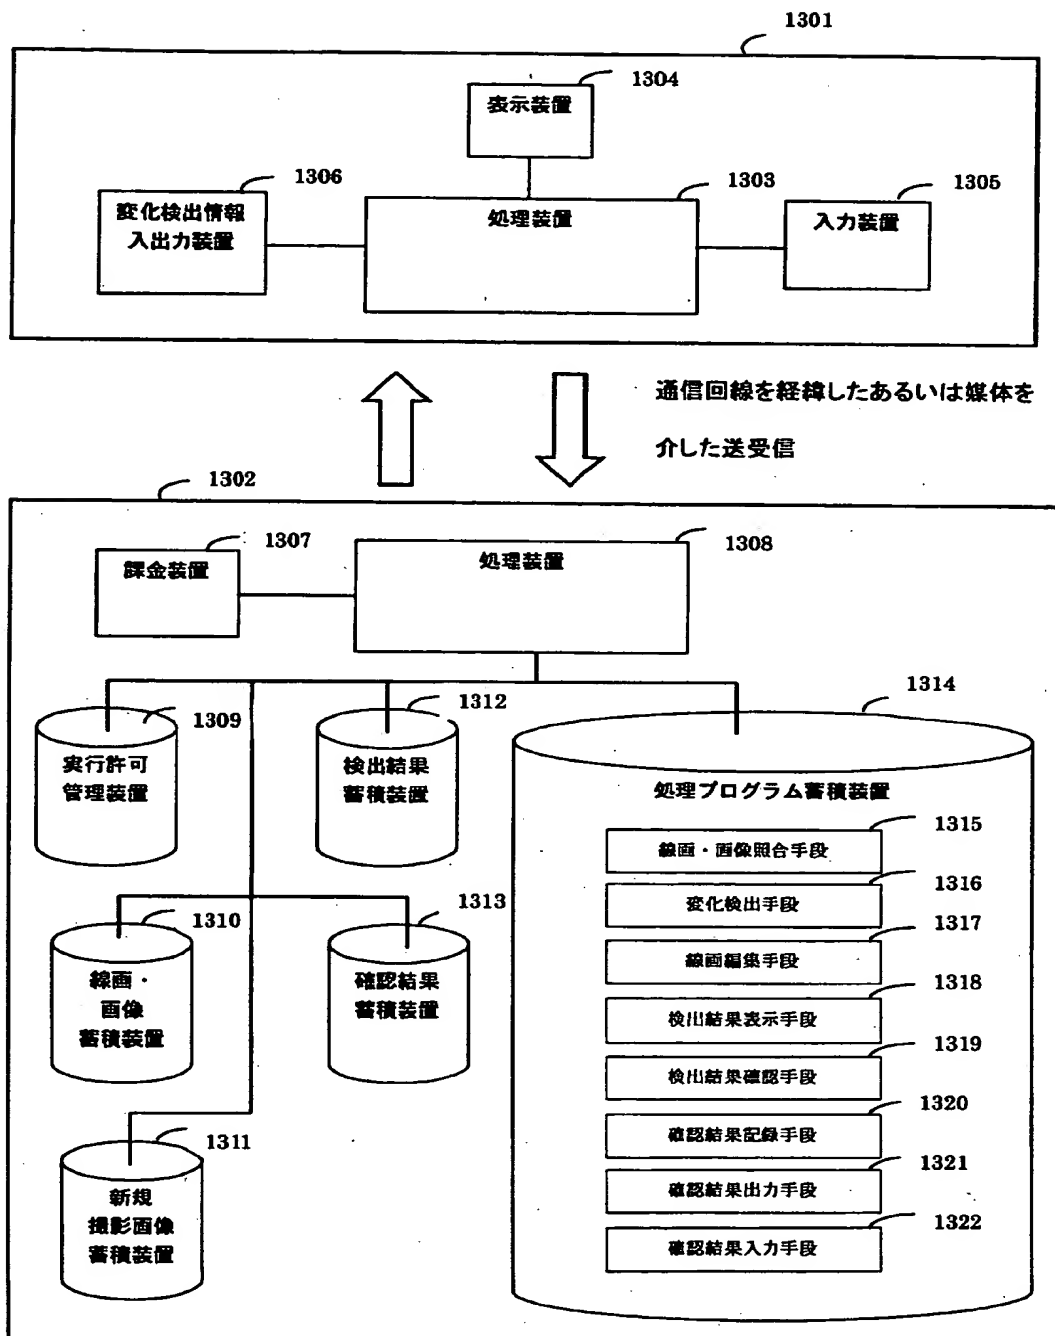 1301
1304
表示装置
1306
変化検出情報
入出力装置
1303
処理装置
1305
入力装置
通信回線を経緯したあるいは媒体を
介した送受信
1302
1307
課金装置
1308
処理装置
1309
実行許可
管理装置
1312
検出結果
蓄積装置
1314
処理プログラム蓄積装置
1315
線画・画像照合手段
1316
変化検出手段
1317
線画編集手段
1318
検出結果表示手段
1319
検出結果確認手段
1320
確認結果記録手段
1321
確認結果出力手段
1322
確認結果入力手段
1310
線画・
画像
蓄積装置
1313
確認結果
蓄積装置
1311
新規
撮影画像
蓄積装置